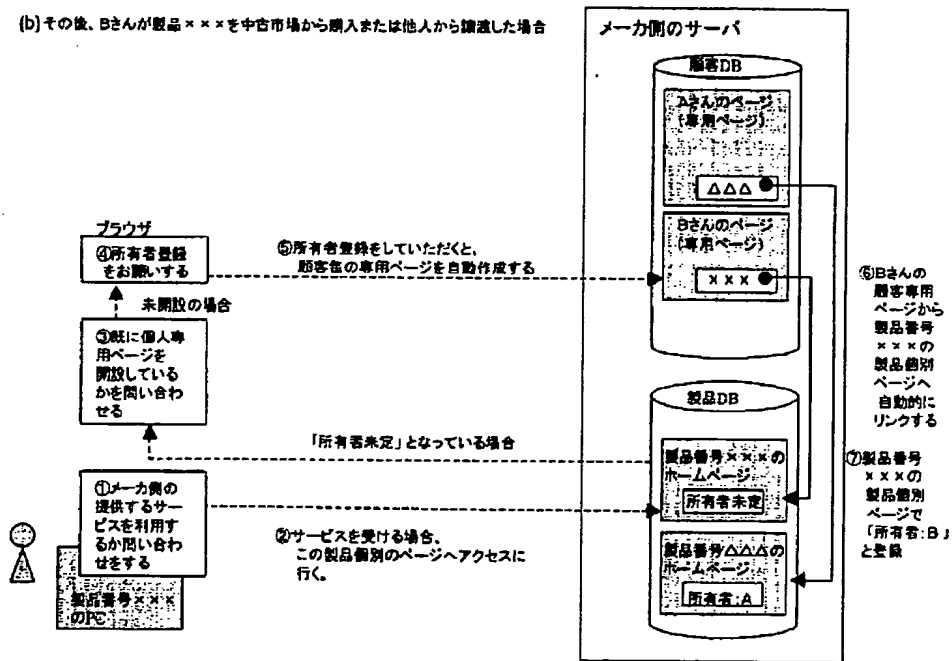 (b)その後、Bさんが製品×××を中古市場から購入または他人から譲渡した場合
メーカ側のサーバ
顧客DB
Aさんのページ
(専用ページ)
△△△
Bさんのページ
(専用ページ)
×××
ブラウザ
④所有者登録
をお願いする
⑤所有者登録をしていただくと、
顧客毎の専用ページを自動作成する
未開設の場合
③既に個人専
用ページを
開設している
かを問い合わ
せる
⑥Bさんの
顧客専用
ページから
製品番号
×××の
製品個別
ページへ
自動的に
リンクする
製品DB
「所有者未定」となっている場合
製品番号×××の
ホームページ
所有者未定
①メーカ側の
提供するサー
ビスを利用す
るか問い合わ
せをする
②サービスを受ける場合、
この製品個別のページへアクセスに
行く。
⑦製品番号
×××の
製品個別
ページで
「所有者:B」
と登録
製品番号△△△の
ホームページ
所有者:A
製品番号×××
のPC